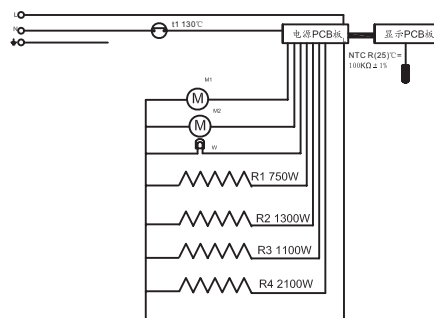 L
N
t1 130℃
电源PCB板
显示PCB板
NTC R(25)℃=
100KΩ±1%
M1
M
M2
M
W
R1 750W
R2 1300W
R3 1100W
R4 2100W